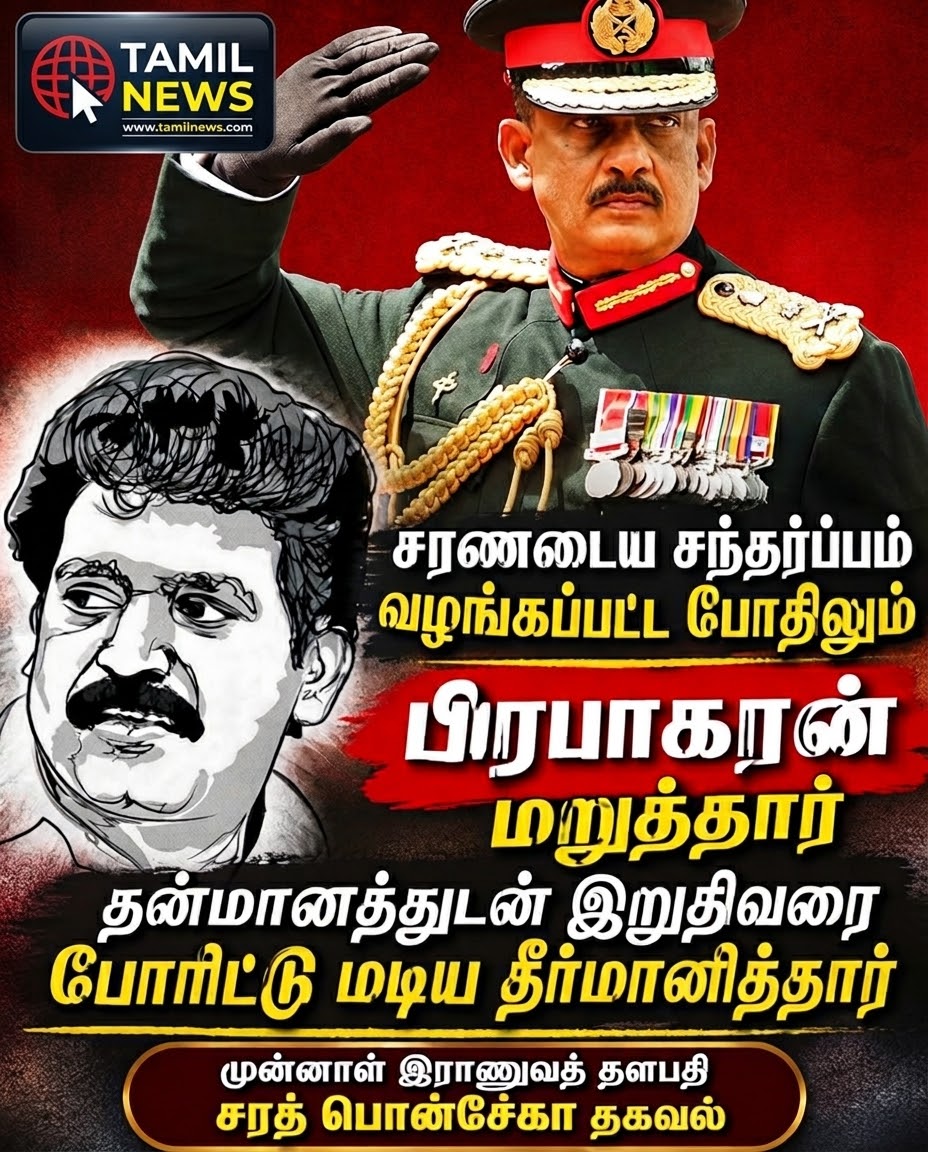 TAMIL
NEWS
www.tamilnews.com
சரணடைய சந்தர்ப்பம்
வழங்கப்பட்ட போதிலும்
பிரபாகரன்
மறுத்தார்
தன்மானத்துடன் இறுதிவரை
போரிட்டு மடிய தீர்மானித்தார்
முன்னாள் இராணுவத் தளபதி
சரத் பொன்சேகா தகவல்